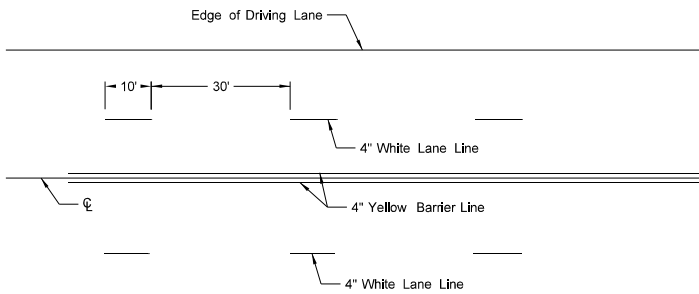 Edge of Driving Lane
10' 30'
4" White Lane Line
℄
4" Yellow Barrier Line
4" White Lane Line